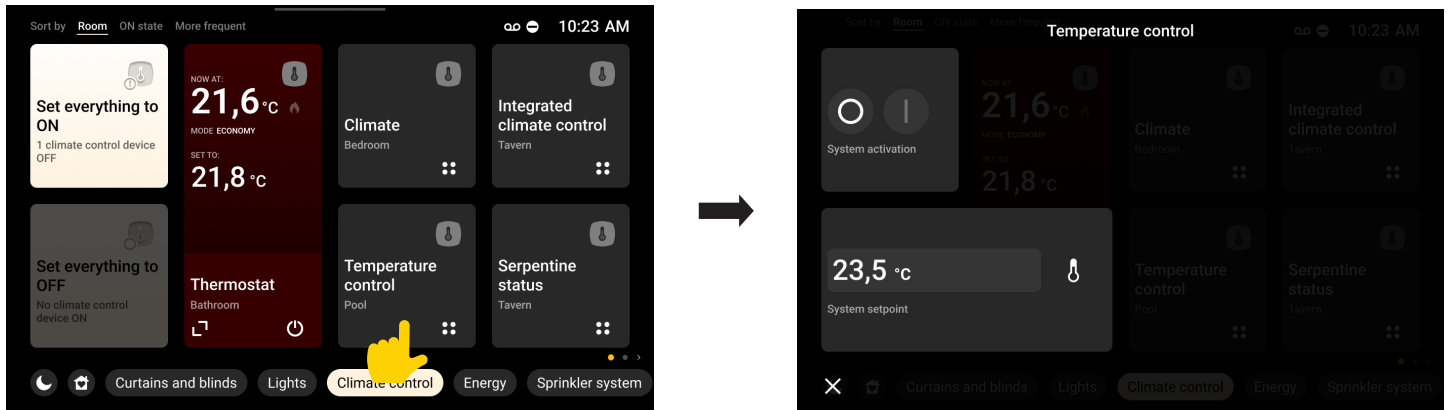 Sort by Room ON state More frequent
10:23 AM
Set everything to
ON
1 climate control device
OFF
NOW AT:
21,6 °C
MODE ECONOMY
SET TO:
21,8 °C
Climate
Bedroom
Integrated
climate control
Tavern
Set everything to
OFF
No climate control
device ON
Thermostat
Bathroom
Temperature
control
Pool
Serpentine
status
Tavern
Curtains and blinds Lights Climate control Energy Sprinkler system
Sort by Room ON state More frequent
Temperature control
10:23 AM
System activation
NOW AT:
21,6 °C
MODE ECONOMY
SET TO:
21,8 °C
Climate
Bedroom
Integrated
climate control
Tavern
23,5 °C
System setpoint
Temperature
control
Pool
Serpentine
status
Tavern
Curtains and blinds Lights Climate control Energy Sprinkler system